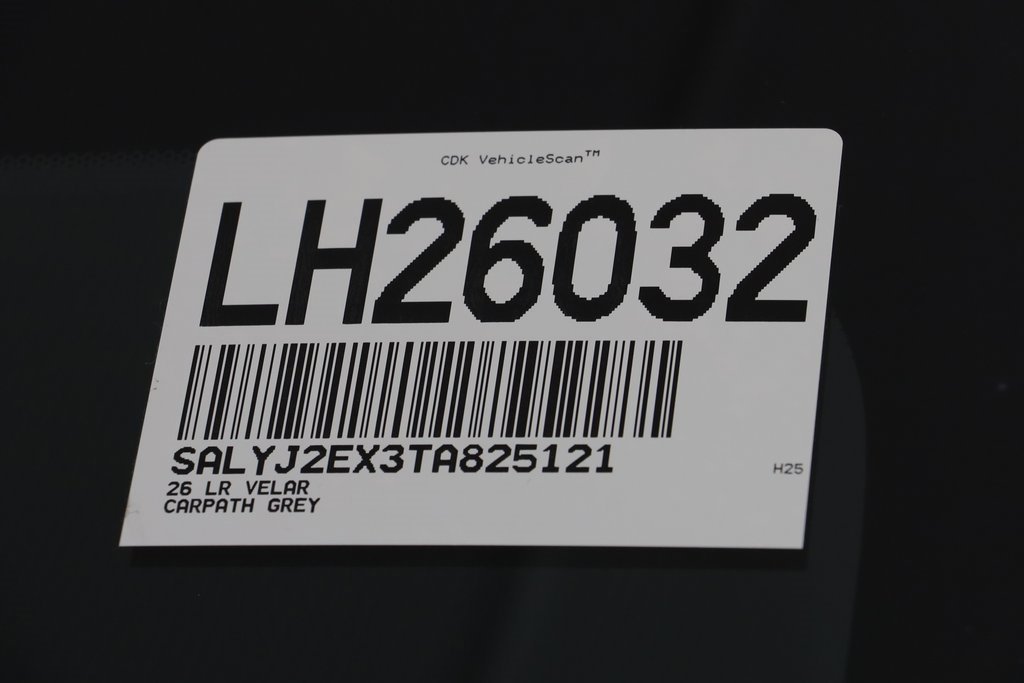 CDK VehicleScan™
LH26032
SALYJ2EX3TA825121
H25
26 LR VELAR
CARPATH GREY